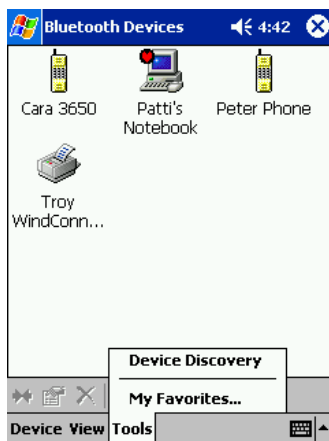 Bluetooth Devices 4:42
Cara 3650 Patti's Notebook Peter Phone
Troy WindConn...
Device Discovery
My Favorites...
Device View Tools